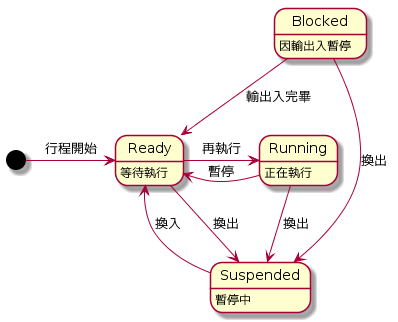 Blocked
因輸出入暫停
輸出入完畢
行程開始
Ready
等待執行
再執行
暫停
Running
正在執行
換出
換入
換出
換出
Suspended
暫停中